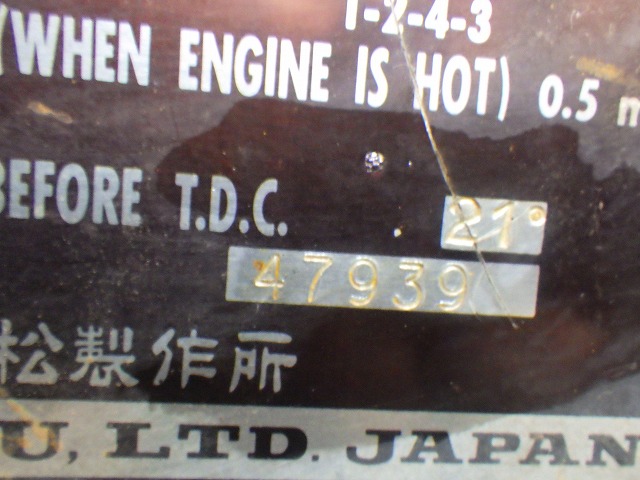 1-2-4-3
(WHEN ENGINE IS HOT) 0.5
BEFORE T.D.C. 21°
47939
松製作所
U, LTD. JAPAN